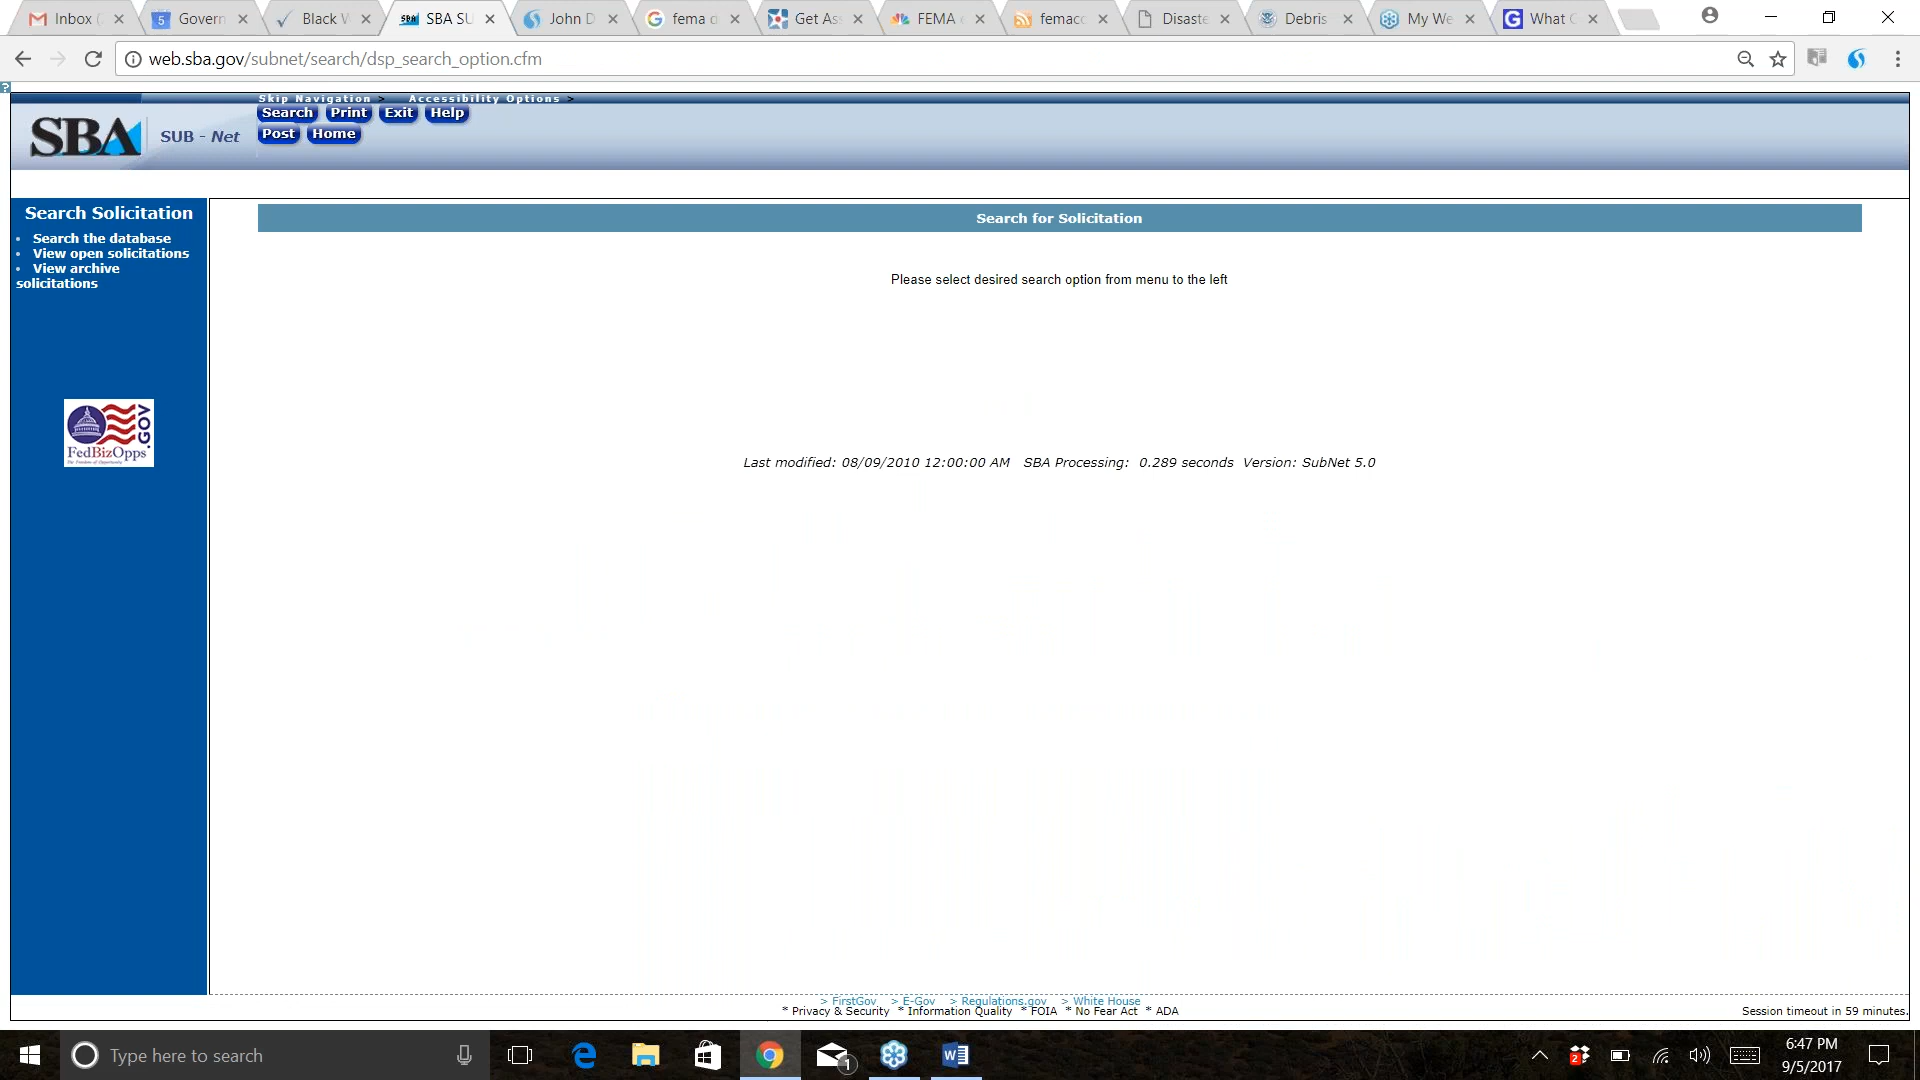 Inbox (
5 Govern
Black V
SBA SU
John D
fema d
Get As
FEMA
femacc
Disaste
Debris
My We
What
web.sba.gov/subnet/search/dsp_search_option.cfm
?
Skip Navigation > Accessibility Options >
Search Print Exit Help
SBA SUB - Net
Post Home
Search Solicitation
Search for Solicitation
• Search the database
• View open solicitations
• View archive
solicitations
Please select desired search option from menu to the left
FedBizOpps.GOV
Last modified: 08/09/2010 12:00:00 AM SBA Processing: 0.289 seconds Version: SubNet 5.0
> FirstGov > E-Gov > Regulations.gov > White House
* Privacy & Security * Information Quality * FOIA * No Fear Act * ADA
Session timeout in 59 minutes.
Type here to search
1
2
6:47 PM
9/5/2017